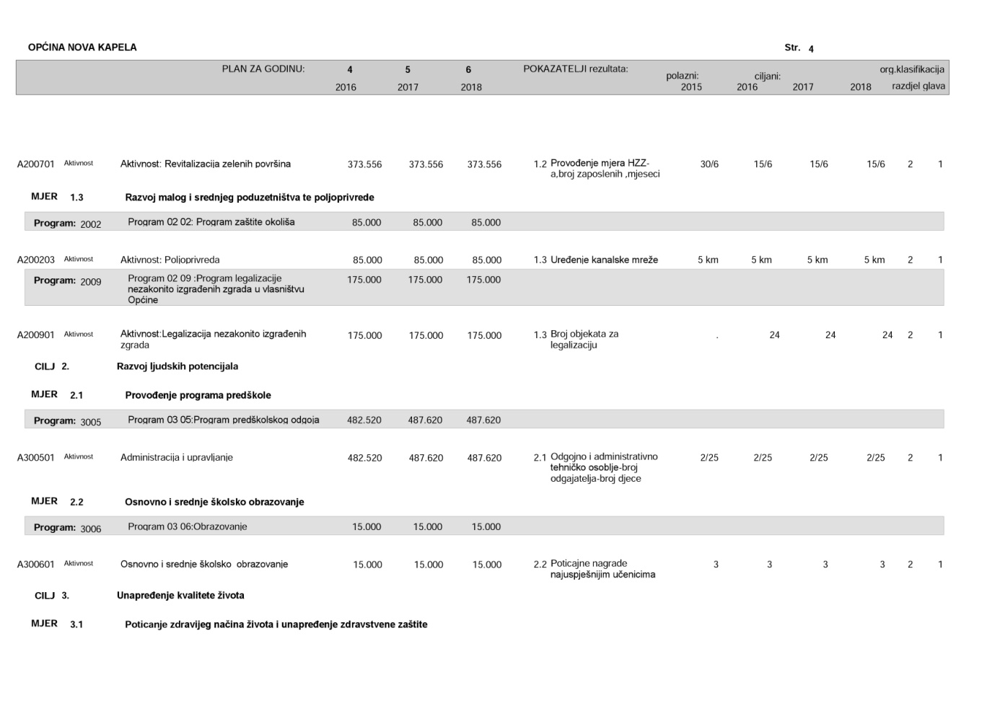 OPĆINA NOVA KAPELA Str. 4
PLAN ZA GODINU: 4 5 6 POKAZATELJI rezultata: polazni: ciljani: org.klasifikacija
2016 2017 2018 2015 2016 2017 2018 razdjel glava
A200701 Aktivnost Aktivnost: Revitalizacija zelenih površina 373.556 373.556 373.556 1.2 Provođenje mjera HZZ- 30/6 15/6 15/6 15/6 2 1
a,broj zaposlenih ,mjeseci
MJER 1.3 Razvoj malog i srednjeg poduzetništva te poljoprivrede
Program: 2002 Program 02 02: Program zaštite okoliša 85.000 85.000 85.000
A200203 Aktivnost Aktivnost: Poljoprivreda 85.000 85.000 85.000 1.3 Uređenje kanalske mreže 5 km 5 km 5 km 5 km 2 1
Program: 2009 Program 02 09 :Program legalizacije 175.000 175.000 175.000
nezakonito izgrađenih zgrada u vlasništvu
Općine
A200901 Aktivnost Aktivnost:Legalizacija nezakonito izgrađenih 175.000 175.000 175.000 1.3 Broj objekata za . 24 24 24 2 1
zgrada legalizaciju
CILJ 2. Razvoj ljudskih potencijala
MJER 2.1 Provođenje programa predškole
Program: 3005 Program 03 05:Program predškolskog odgoja 482.520 487.620 487.620
A300501 Aktivnost Administracija i upravljanje 482.520 487.620 487.620 2.1 Odgojno i administrativno 2/25 2/25 2/25 2/25 2 1
tehničko osoblje-broj
odgajatelja-broj djece
MJER 2.2 Osnovno i srednje školsko obrazovanje
Program: 3006 Program 03 06:Obrazovanje 15.000 15.000 15.000
A300601 Aktivnost Osnovno i srednje školsko obrazovanje 15.000 15.000 15.000 2.2 Poticajne nagrade 3 3 3 3 2 1
najuspješnijim učenicima
CILJ 3. Unapređenje kvalitete života
MJER 3.1 Poticanje zdravijeg načina života i unapređenje zdravstvene zaštite